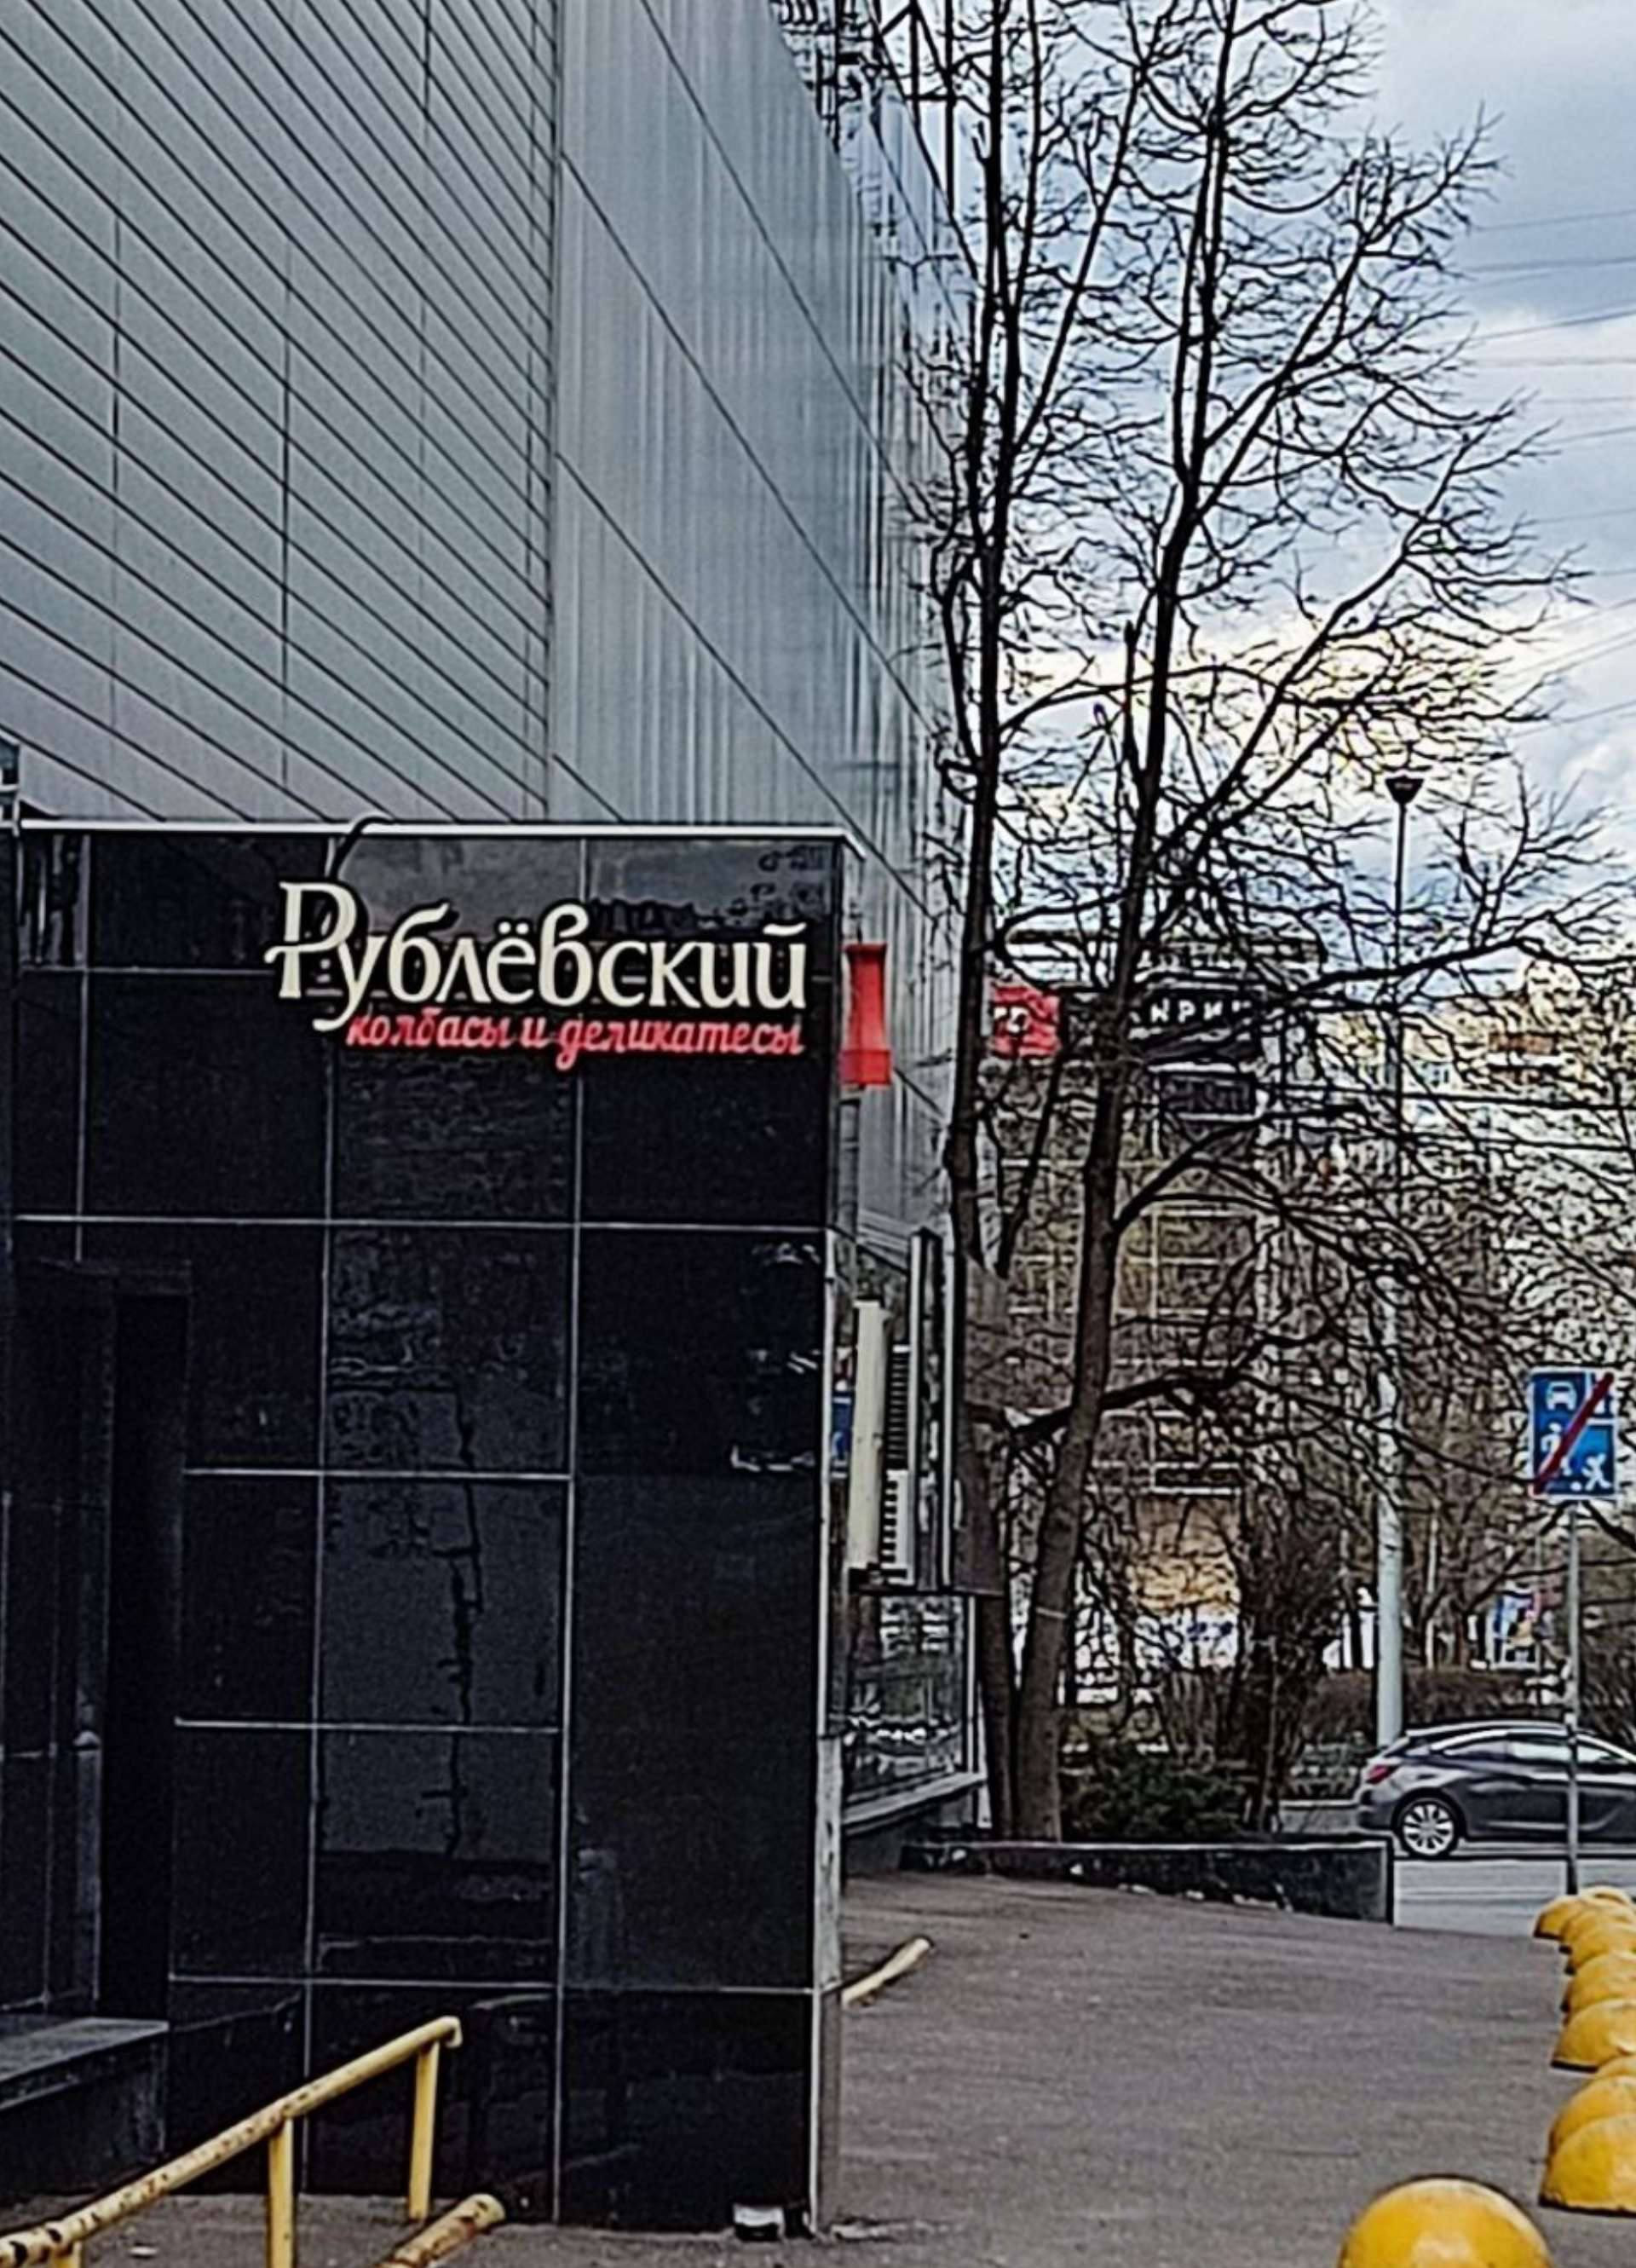 Рублёвский
колбасы и деликатесы